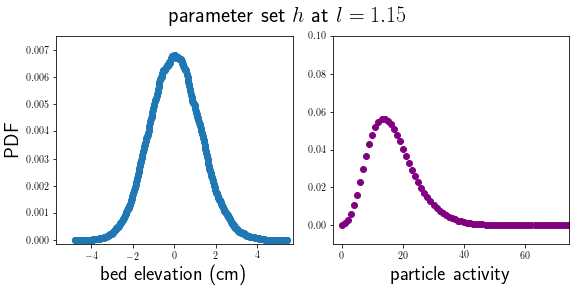 parameter set h at l = 1.15
PDF
0.007
0.006
0.005
0.004
0.003
0.002
0.001
0.000
−4 −2 0 2 4
bed elevation (cm)
0.10
0.08
0.06
0.04
0.02
0.00
0 20 40 60
particle activity